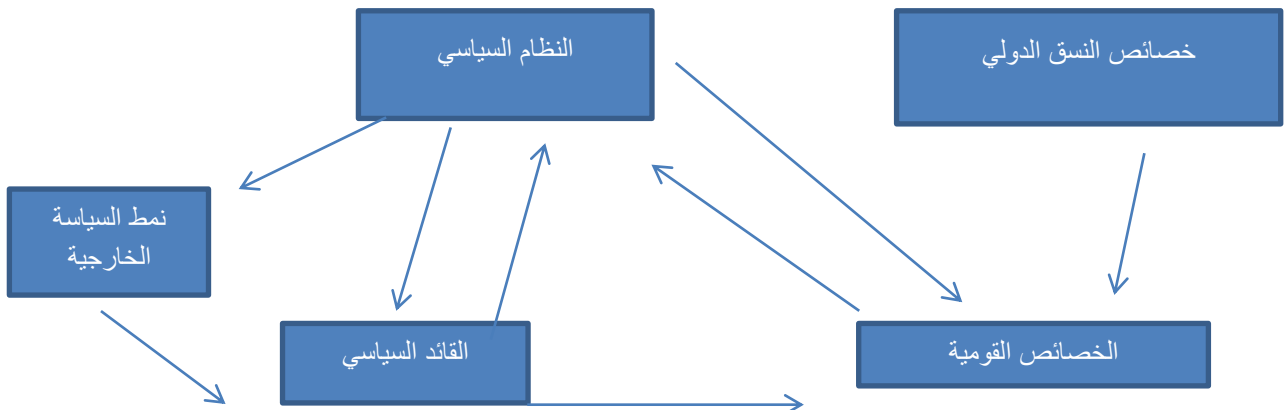 خصائص النسق الدولي
النظام السياسي
نمط السياسة
الخارجية
الخصائص القومية
القائد السياسي